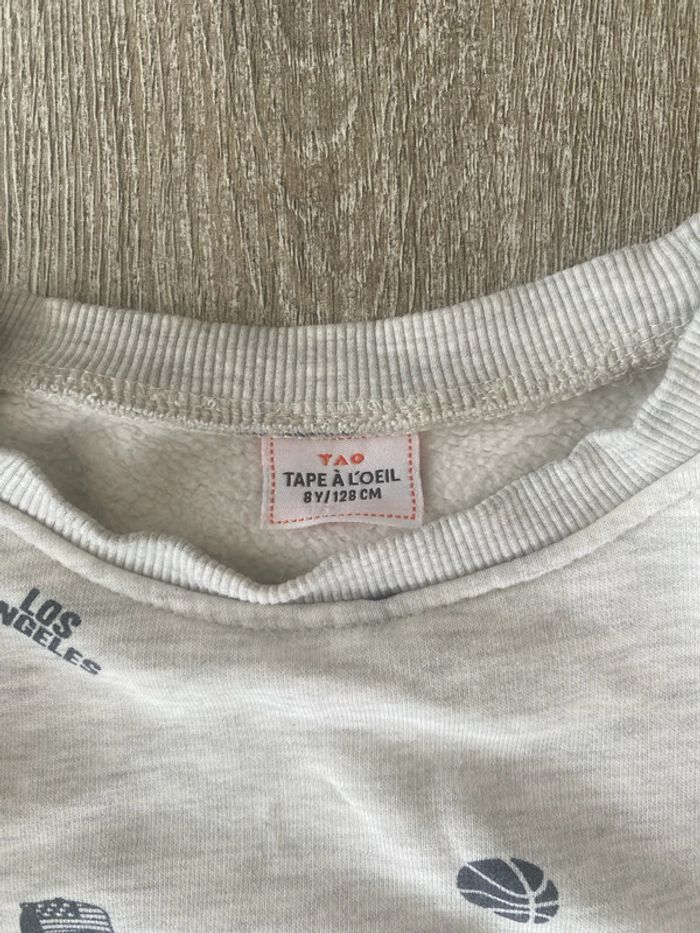 TAO
TAPE À L'OEIL
8Y/128 CM
LOS
NGELES